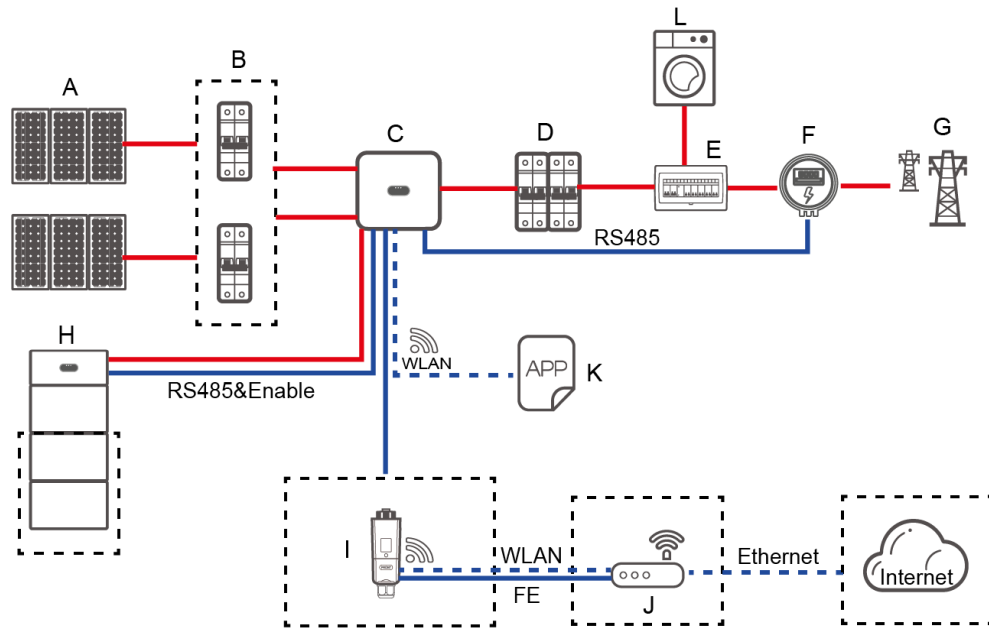 L
B
A
C
D
E
F
G
RS485
H
WLAN
APP
K
RS485&Enable
I
WLAN
FE
J
Ethernet
Internet